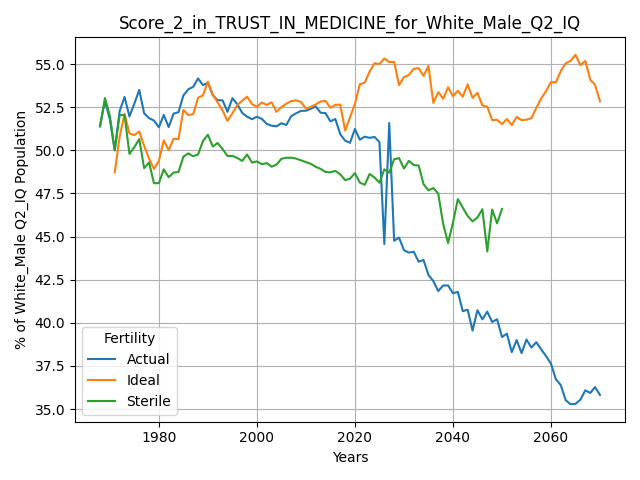 Score_2_in_TRUST_IN_MEDICINE_for_White_Male_Q2_IQ
% of White_Male Q2_IQ Population
55.0
52.5
50.0
47.5
45.0
42.5
40.0
37.5
35.0
Fertility
Actual
Ideal
Sterile
1980
2000
2020
2040
2060
Years